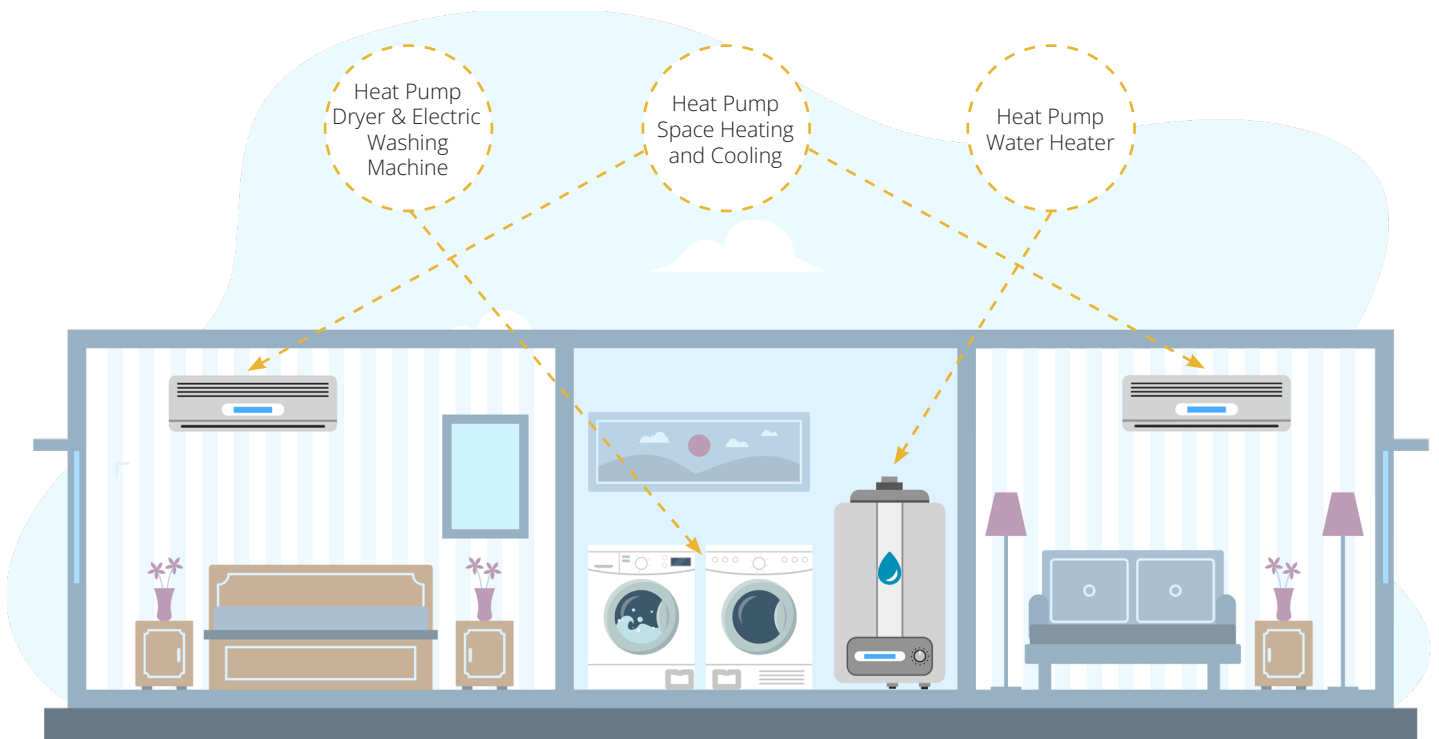 Heat Pump
Dryer & Electric
Washing
Machine
Heat Pump
Space Heating
and Cooling
Heat Pump
Water Heater